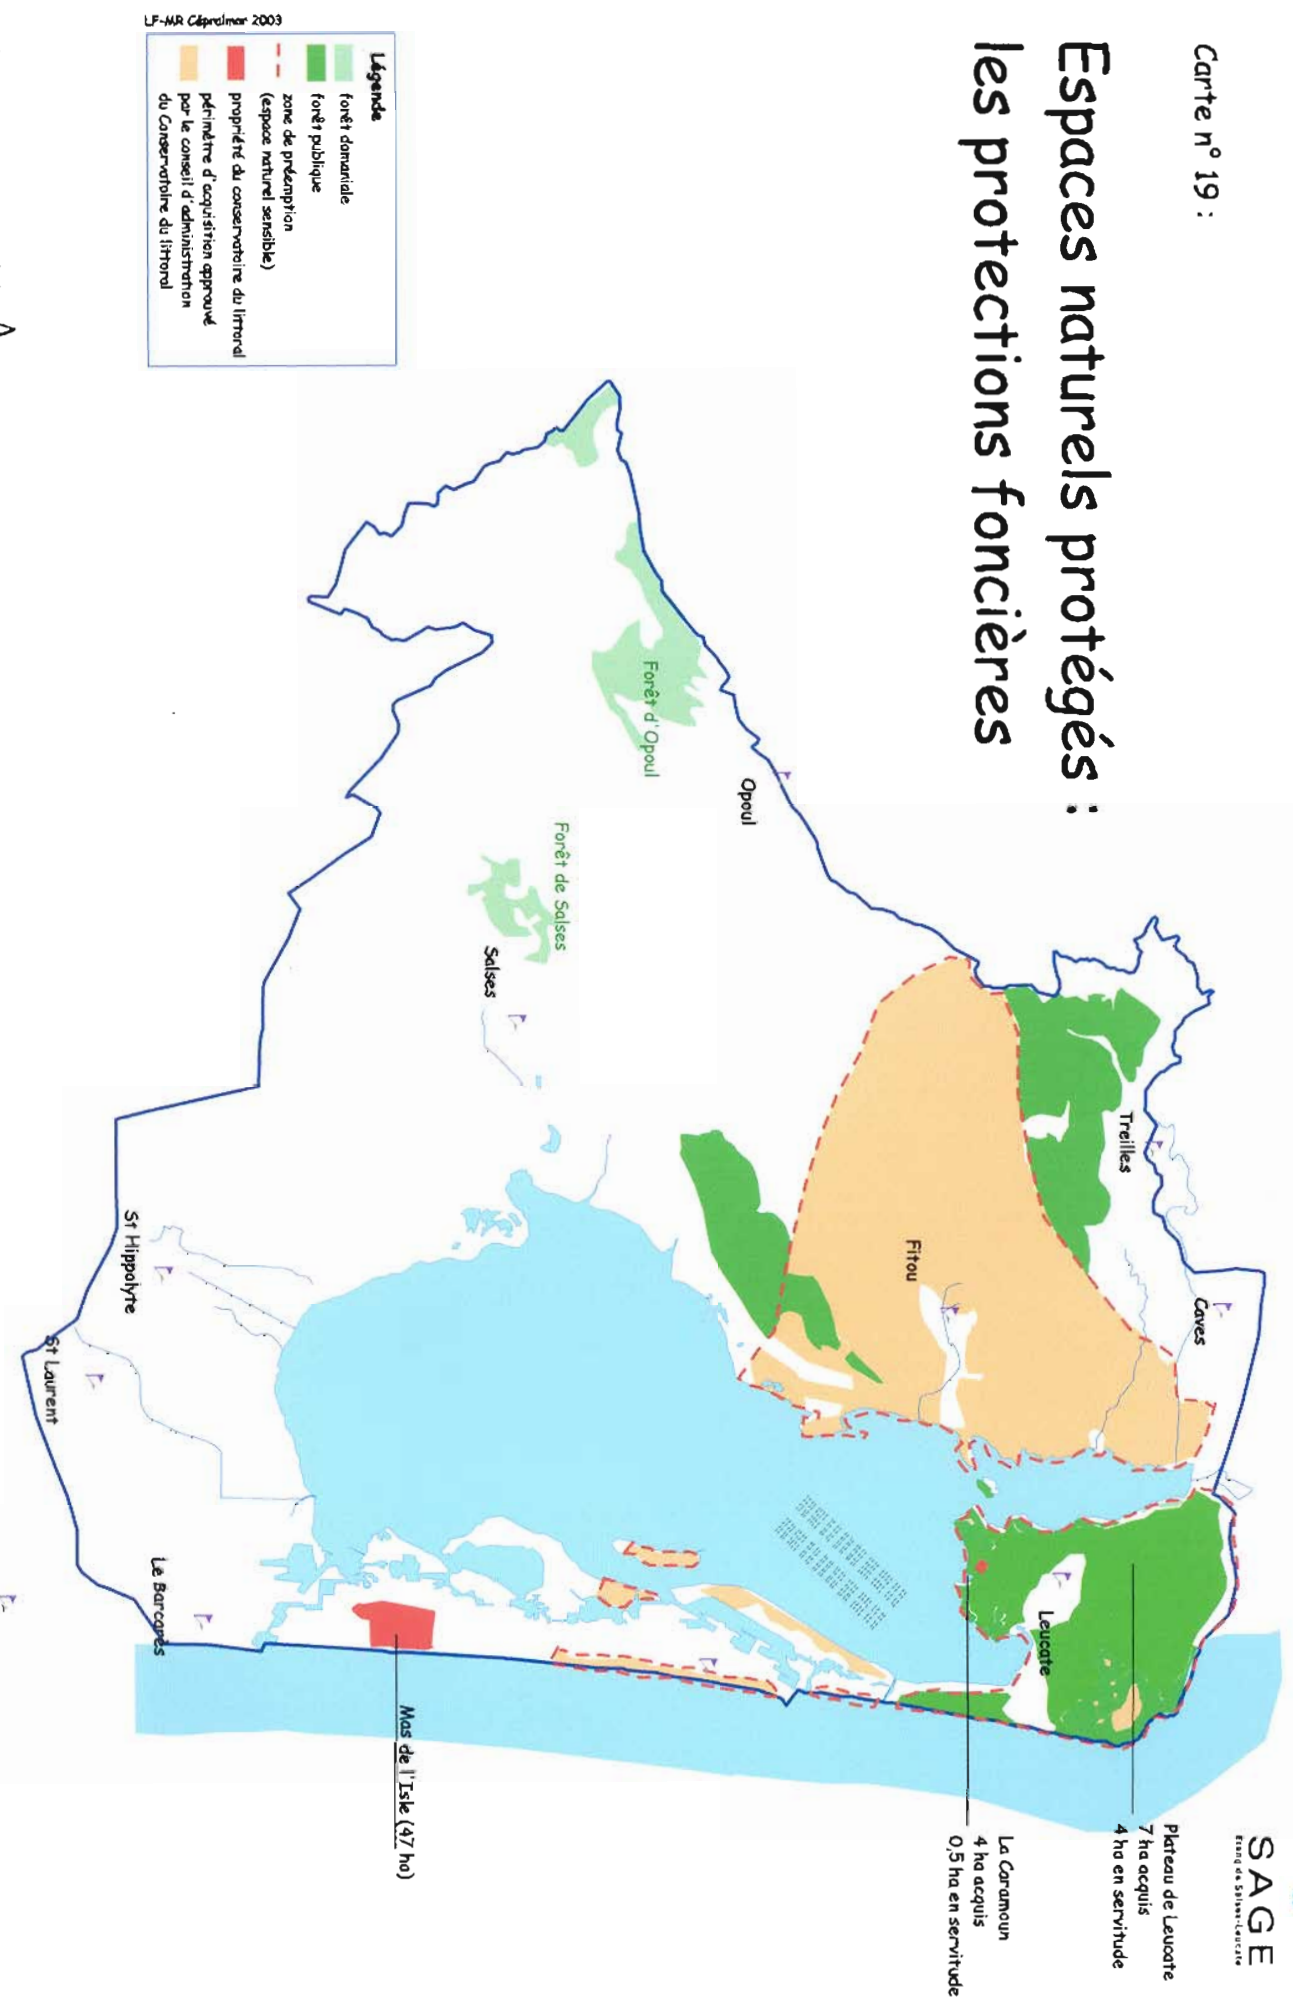 Carte n° 19 :
Espaces naturels protégés :
les protections foncières
SAGE
Etang de Salses-Leucate
Plateau de Leucate
7 ha acquis
4 ha en servitude
La Caramoun
4 ha acquis
0,5 ha en servitude
Mas de l'Isle (47 ha)
Treilles
Caves
Fitou
Leucate
Opoul
Forêt d'Opoul
Forêt de Salses
Salses
St Hippolyte
St Laurent
Le Barcarès
Légende
forêt domaniale
forêt publique
zone de préemption
(espace naturel sensible)
propriété du conservatoire du littoral
périmètre d'acquisition approuvé
par le conseil d'administration
du Conservatoire du littoral
LF-MR Cépralmar 2003